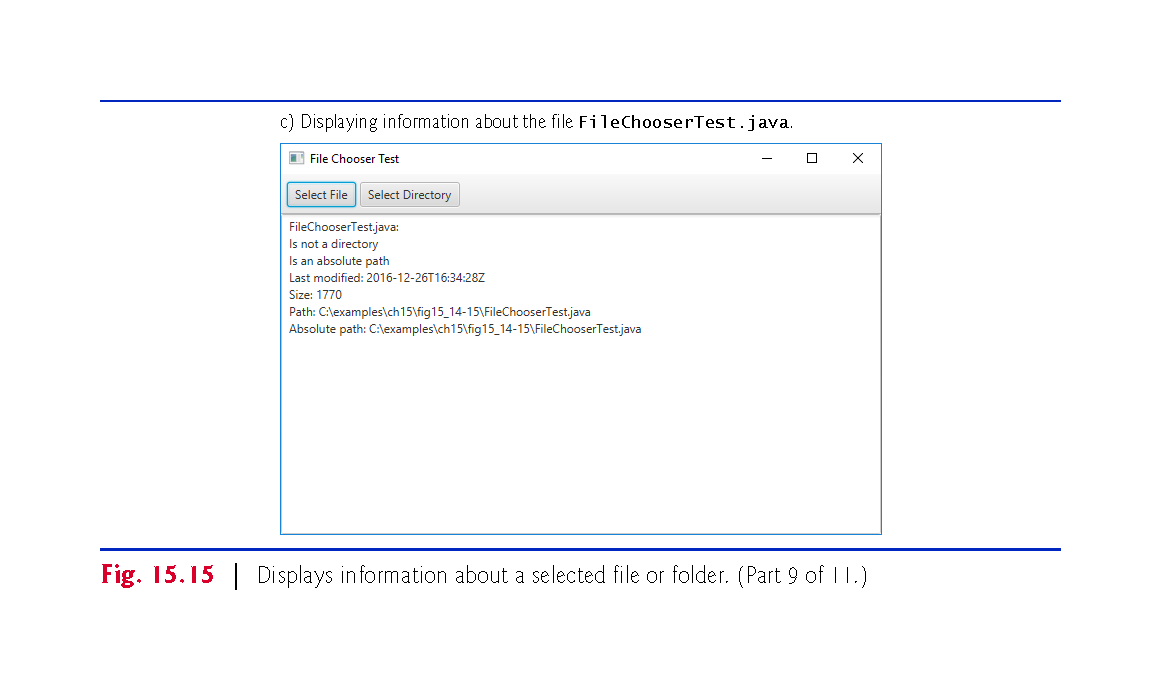 c) Displaying information about the file FileChooserTest.java.
File Chooser Test
Select File Select Directory
FileChooserTest.java:
Is not a directory
Is an absolute path
Last modified: 2016-12-26T16:34:28Z
Size: 1770
Path: C:\examples\ch15\fig15_14-15\FileChooserTest.java
Absolute path: C:\examples\ch15\fig15_14-15\FileChooserTest.java
Fig. 15.15 | Displays information about a selected file or folder. (Part 9 of 11.)